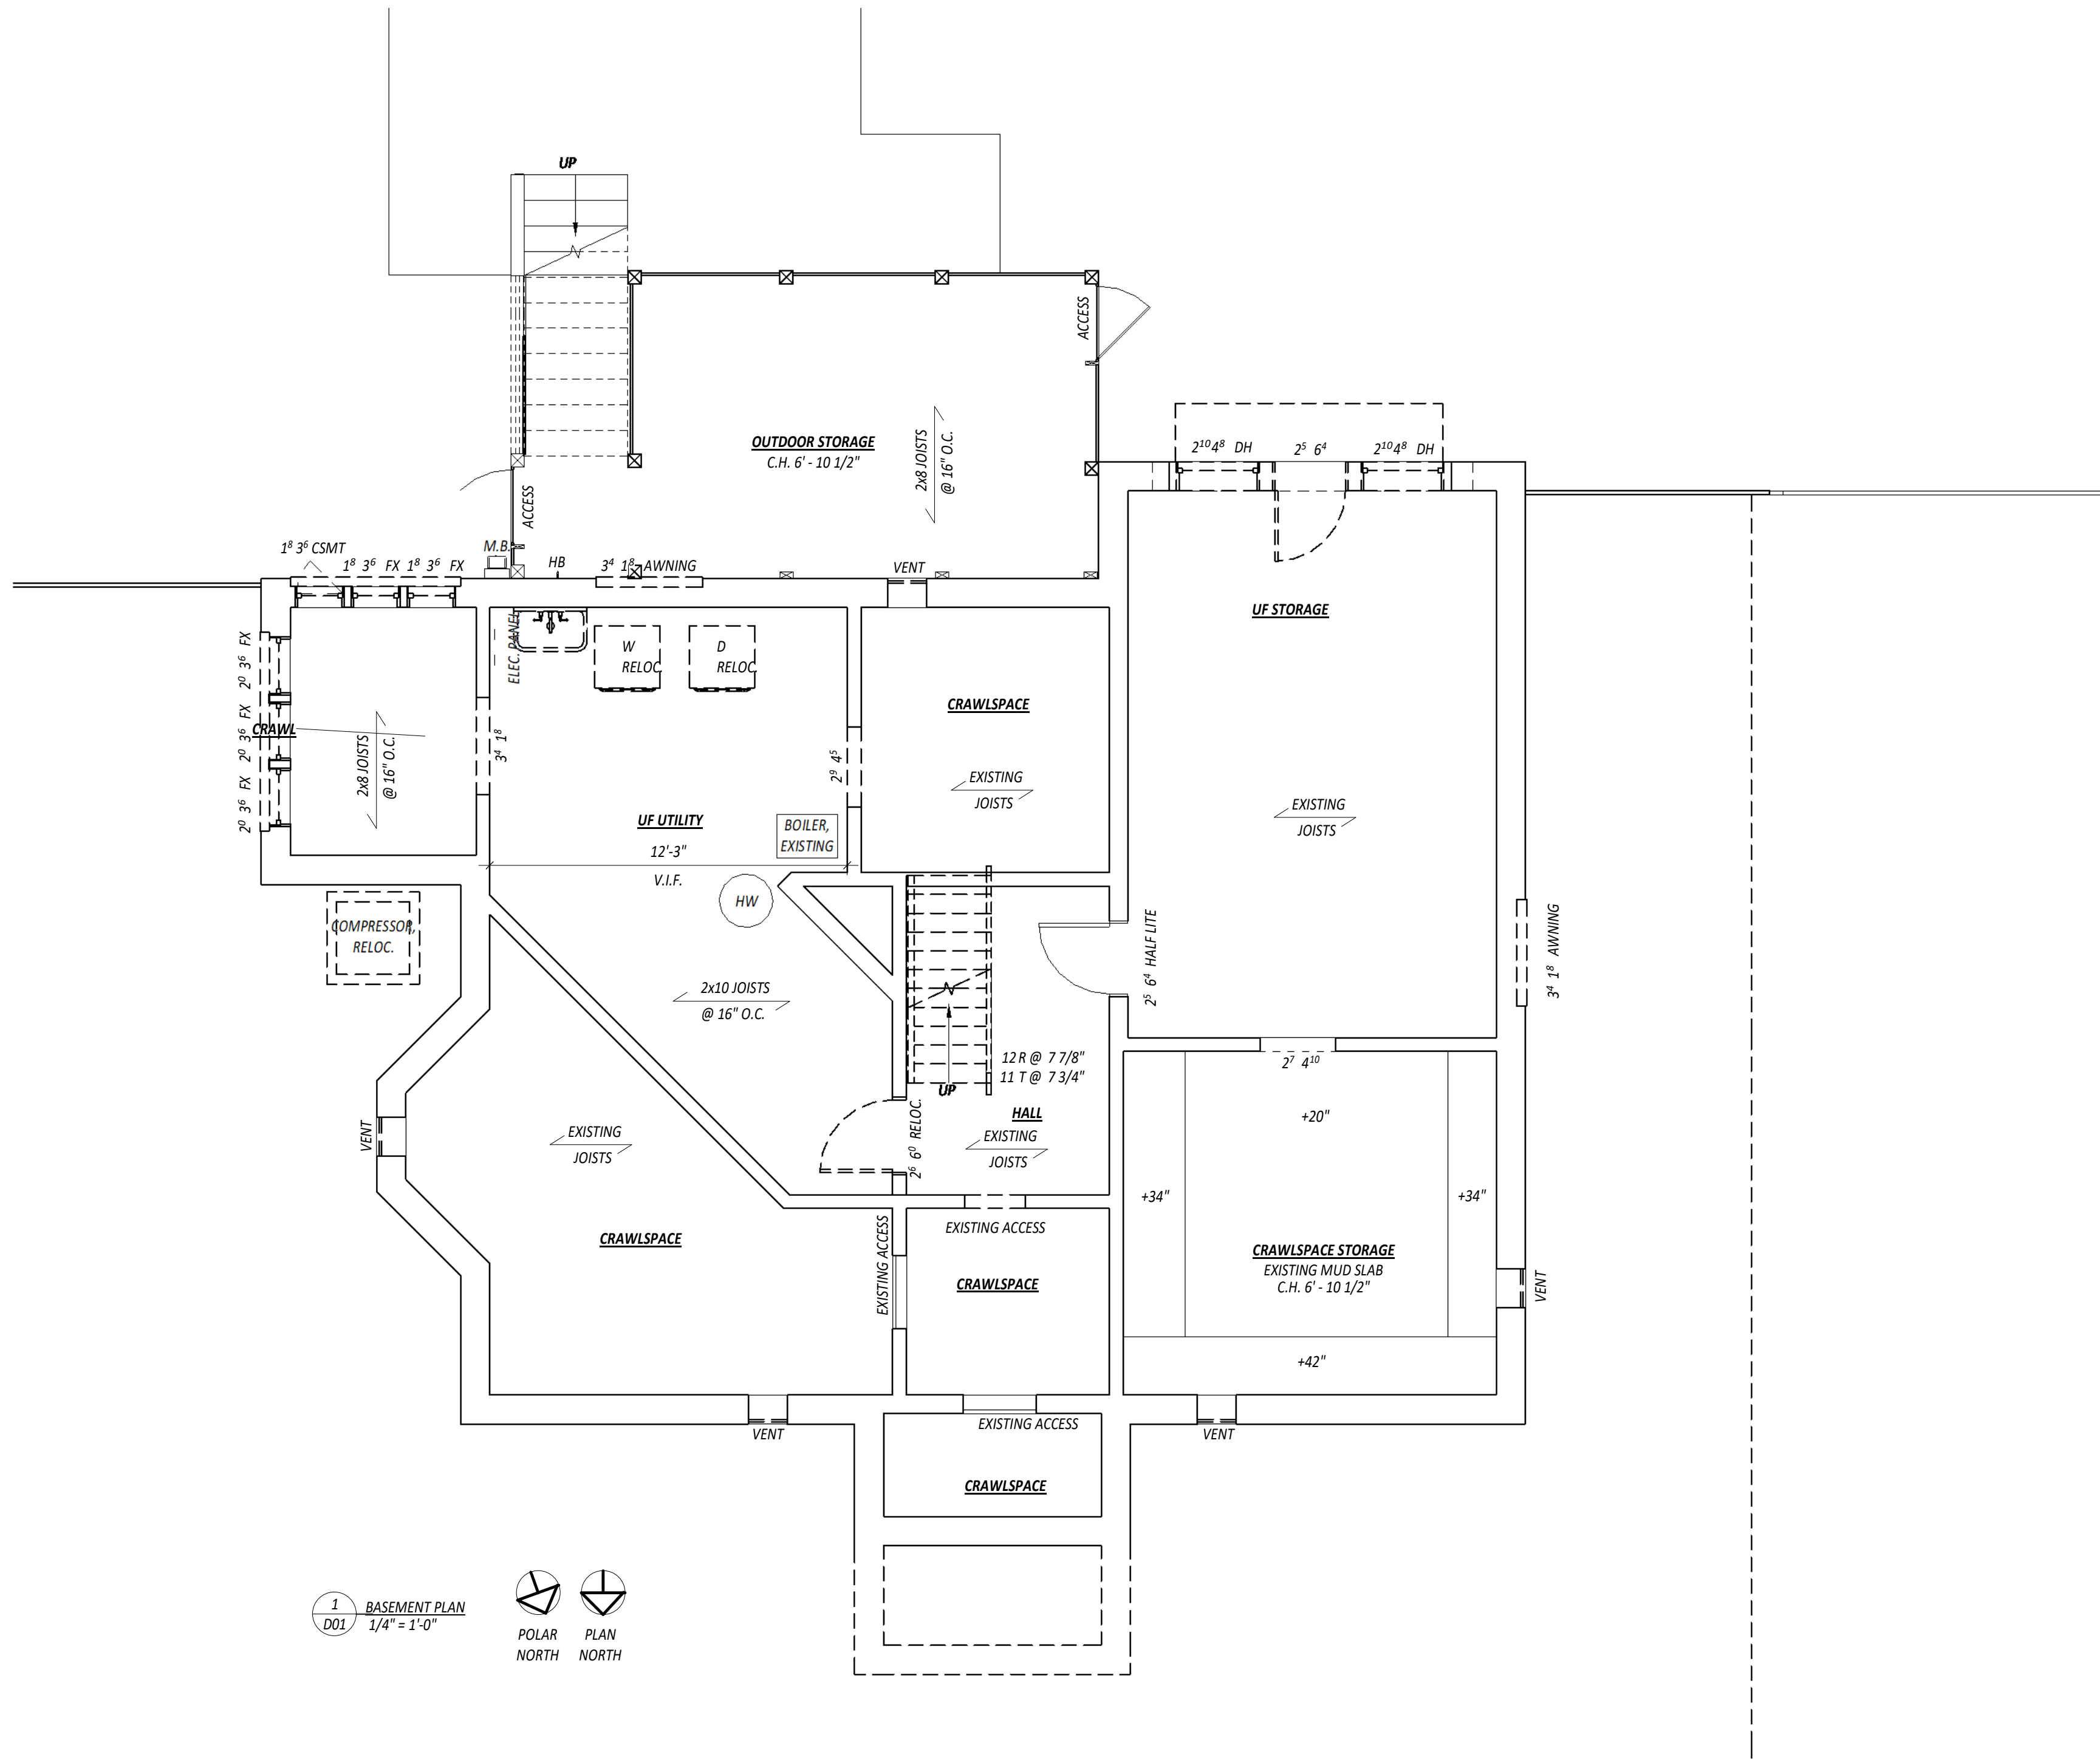 UP
ACCESS
OUTDOOR STORAGE
C.H. 6' - 10 1/2"
2x8 JOISTS
@ 16" O.C.
2¹⁰4⁸ DH
2⁵ 6⁴
2¹⁰4⁸ DH
ACCESS
1⁸ 3⁶ CSMT
M.B.
1⁸ 3⁶ FX 1⁸ 3⁶ FX
HB
3⁴ 1⁸ AWNING
VENT
UF STORAGE
ELEC. PANEL
W
RELOC.
D
RELOC.
2⁰ 3⁶ FX
2⁰ 3⁶ FX
2⁰ 3⁶ FX
CRAWL
2x8 JOISTS
@ 16" O.C.
3⁴ 1⁸
2⁹ 4⁵
CRAWLSPACE
EXISTING
JOISTS
EXISTING
JOISTS
UF UTILITY
12'-3"
V.I.F.
BOILER,
EXISTING
HW
COMPRESSOR,
RELOC.
2⁵ 6⁴ HALF LITE
3⁴ 1⁸ AWNING
2x10 JOISTS
@ 16" O.C.
12 R @ 7 7/8"
11 T @ 7 3/4"
UP
2⁷ 4¹⁰
HALL
EXISTING
JOISTS
2⁶ 6⁰ RELOC.
+20"
VENT
EXISTING
JOISTS
+34"
+34"
CRAWLSPACE
EXISTING ACCESS
EXISTING ACCESS
CRAWLSPACE
CRAWLSPACE STORAGE
EXISTING MUD SLAB
C.H. 6' - 10 1/2"
VENT
+42"
VENT
EXISTING ACCESS
VENT
CRAWLSPACE
1
D01
BASEMENT PLAN
1/4" = 1'-0"
POLAR
NORTH
PLAN
NORTH